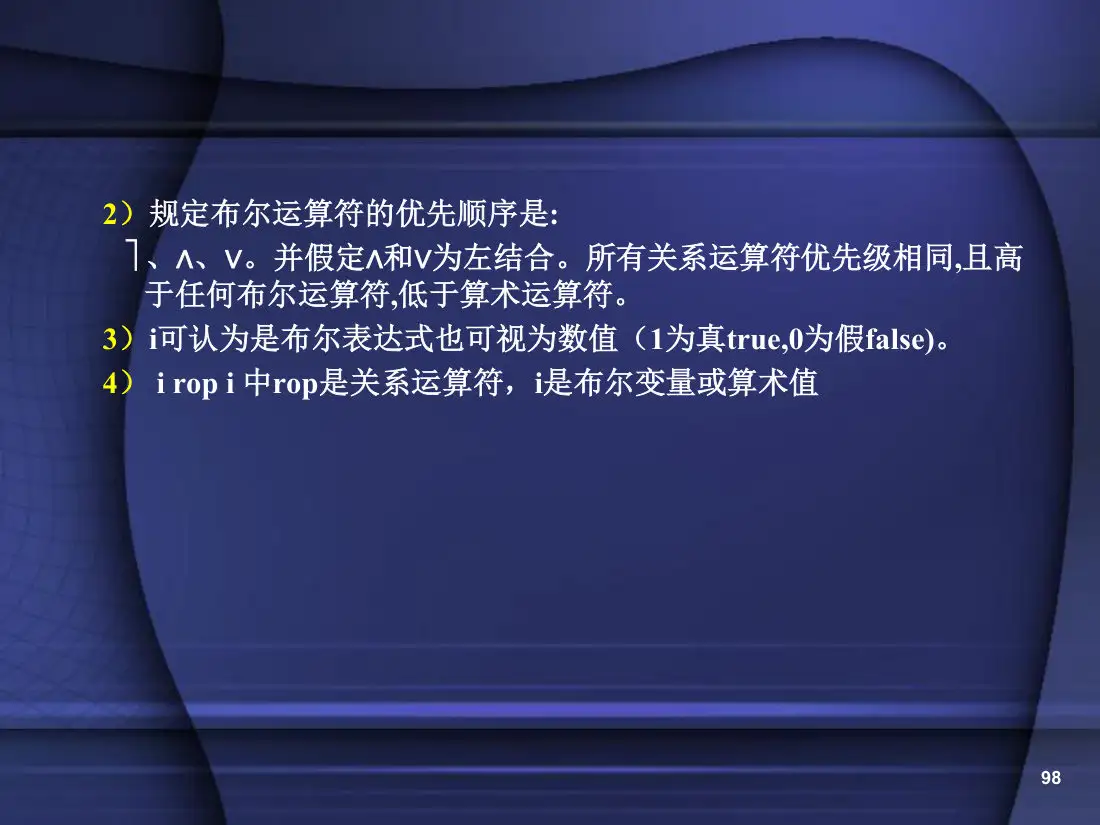 2）规定布尔运算符的优先顺序是:
﹁、∧、∨。并假定∧和∨为左结合。所有关系运算符优先级相同,且高
于任何布尔运算符,低于算术运算符。
3）i可认为是布尔表达式也可视为数值（1为真true,0为假false)。
4） i rop i 中rop是关系运算符，i是布尔变量或算术值
98